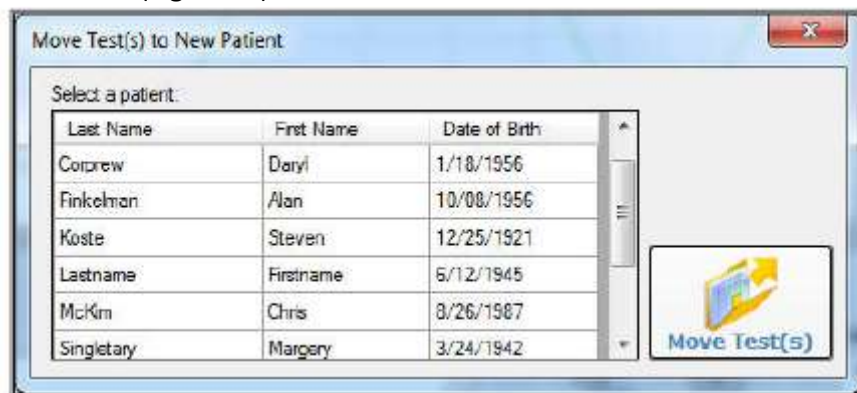 Move Test(s) to New Patient
Select a patient:
Last Name First Name Date of Birth
Corprew Daryl 1/18/1956
Finkelman Alan 10/08/1956
Koste Steven 12/25/1921
Lastname Firstname 6/12/1945
McKim Chris 8/26/1987
Singletary Margery 3/24/1942
Move Test(s)